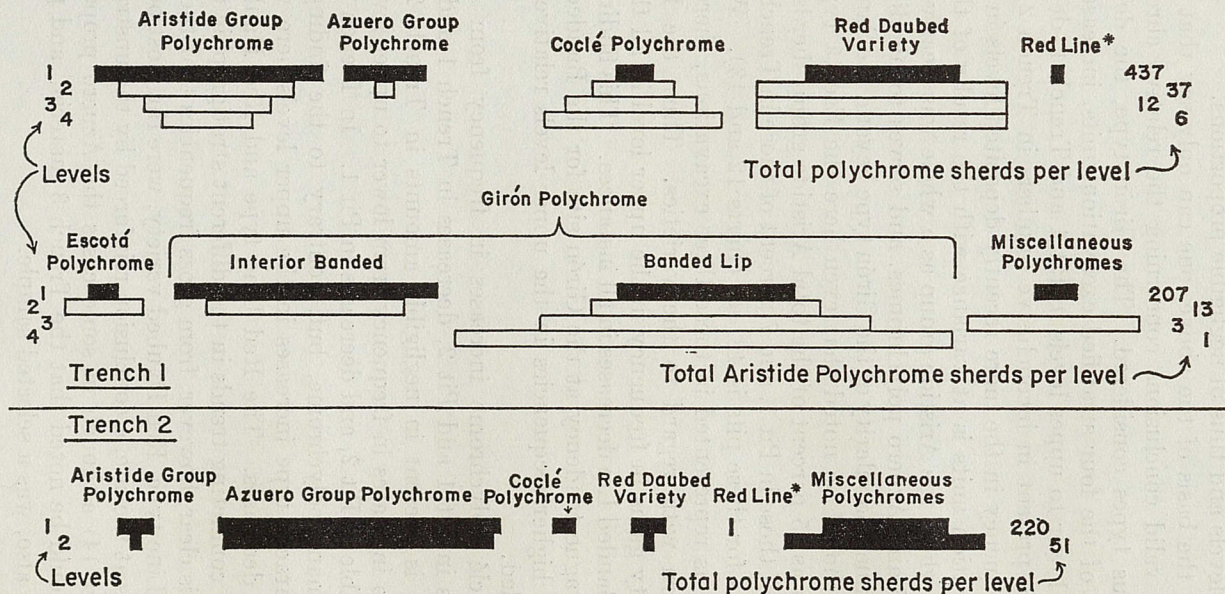 Aristide Group
Polychrome
Azuero Group
Polychrome
Coclé Polychrome
Red Daubed
Variety
Red Line*
1
2
3
4
437
37
12
6
Levels
Total polychrome sherds per level
Girón Polychrome
Escotá
Polychrome
Interior Banded
Banded Lip
Miscellaneous
Polychromes
1
2
3
4
207
13
3
1
Trench 1
Total Aristide Polychrome sherds per level
Trench 2
Aristide Group
Polychrome
Azuero Group Polychrome
Coclé
Polychrome
Red Daubed
Variety
Red Line*
Miscellaneous
Polychromes
1
2
220
51
Levels
Total polychrome sherds per level